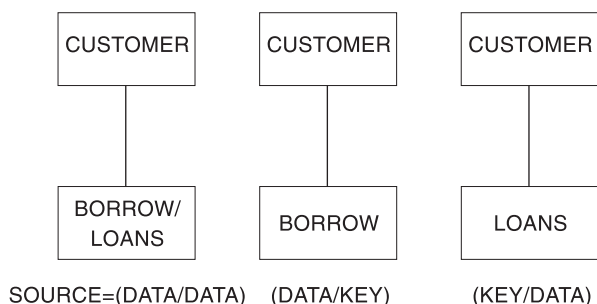 CUSTOMER CUSTOMER CUSTOMER
BORROW/
LOANS
BORROW
LOANS
SOURCE=(DATA/DATA) (DATA/KEY) (KEY/DATA)